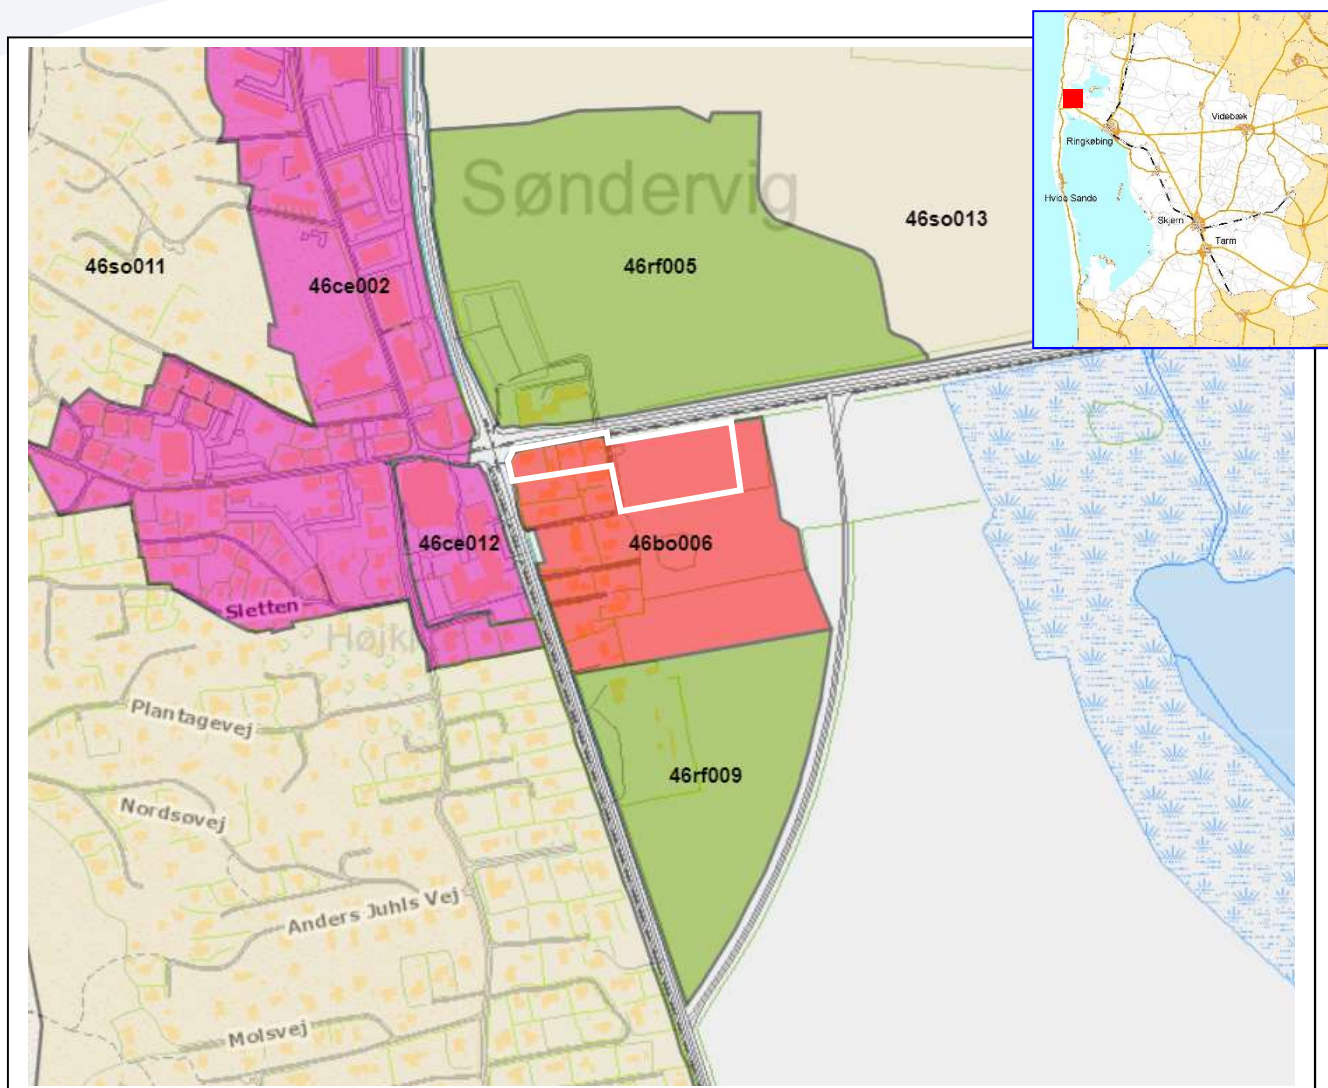 Videbæk
Ringkøbing
Hvide Sande
Skjern
Tarm
Søndervig
46so013
46so011
46rf005
46ce002
46ce012
46bo006
Sletten
Plantagevej
46rf009
Nordsøvej
Anders Juhls Vej
Molsvej